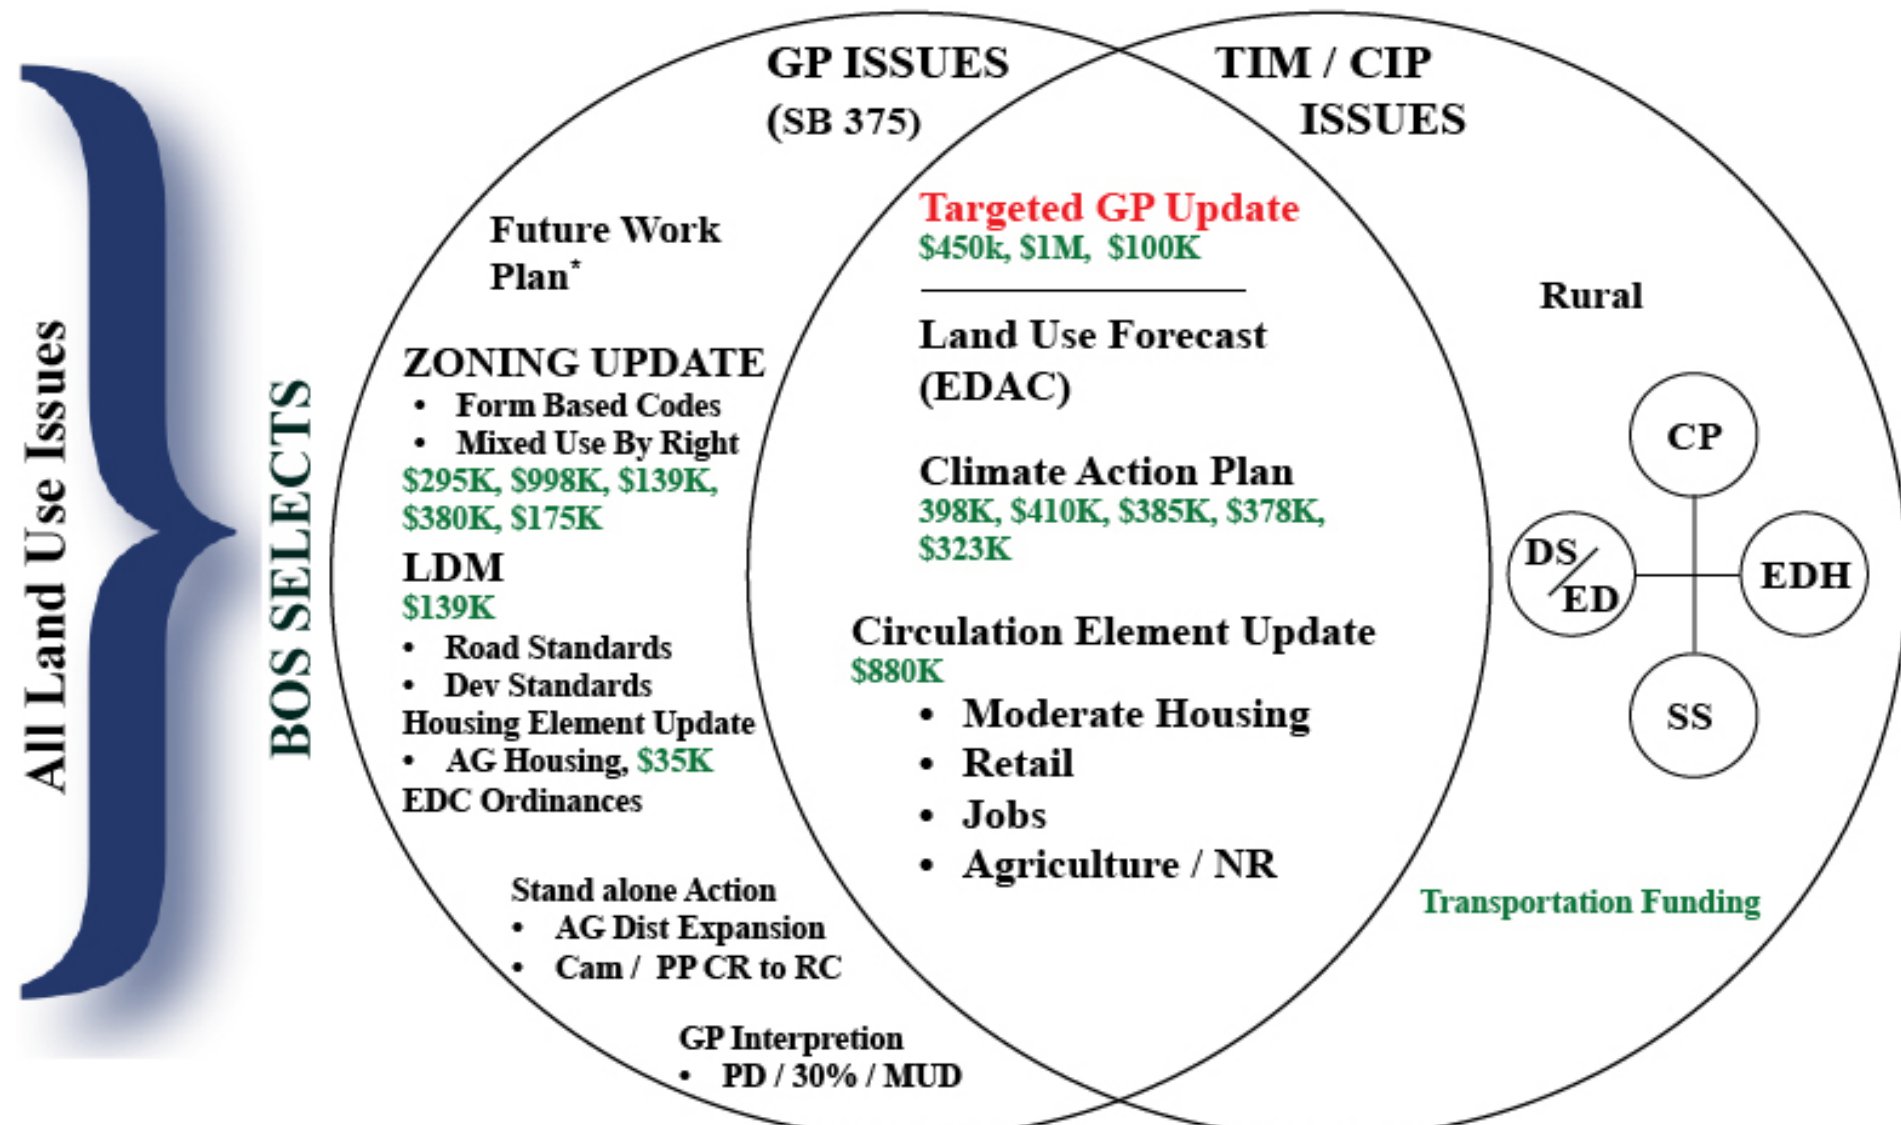 All Land Use Issues
BOS SELECTS
GP ISSUES
(SB 375)
Future Work
Plan*
ZONING UPDATE
• Form Based Codes
• Mixed Use By Right
$295K, $998K, $139K,
$380K, $175K
LDM
$139K
• Road Standards
• Dev Standards
Housing Element Update
• AG Housing, $35K
EDC Ordinances
Stand alone Action
• AG Dist Expansion
• Cam / PP CR to RC
GP Interpretion
• PD / 30% / MUD
Targeted GP Update
$450k, $1M, $100K
Land Use Forecast
(EDAC)
Climate Action Plan
398K, $410K, $385K, $378K,
$323K
Circulation Element Update
$880K
• Moderate Housing
• Retail
• Jobs
• Agriculture / NR
TIM / CIP
ISSUES
Rural
CP
DS/
ED
EDH
SS
Transportation Funding